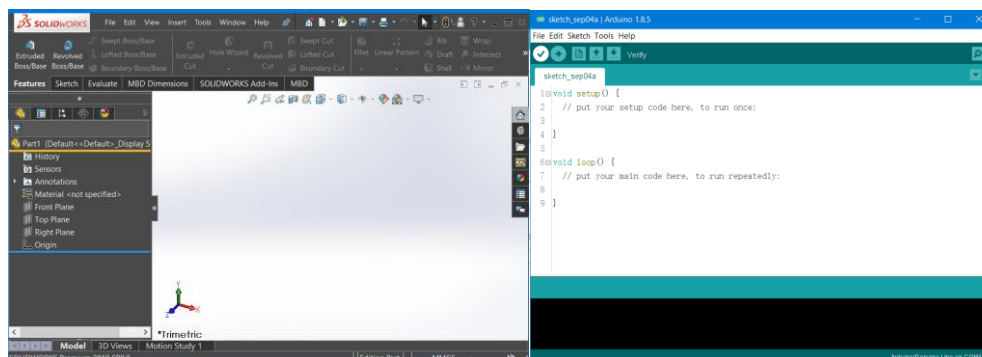 SOLIDWORKS File Edit View Insert Tools Window Help
Extruded Boss/Base
Revolved Boss/Base
Swept Boss/Base
Lofted Boss/Base
Boundary Boss/Base
Extruded Cut
Hole Wizard
Revolved Cut
Swept Cut
Lofted Cut
Boundary Cut
Fillet
Linear Pattern
Rib
Draft
Shell
Wrap
Intersect
Mirror
Features Sketch Evaluate MBD Dimensions SOLIDWORKS Add-Ins MBD
Part1 (Default<<Default>_Display S
History
Sensors
Annotations
Material <not specified>
Front Plane
Top Plane
Right Plane
Origin
*Trimetric
Model 3D Views Motion Study 1
sketch_sep04a | Arduino 1.8.5
File Edit Sketch Tools Help
Verify
sketch_sep04a
1 void setup() {
2 // put your setup code here, to run once:
3
4 }
5
6 void loop() {
7 // put your main code here, to run repeatedly:
8
9 }